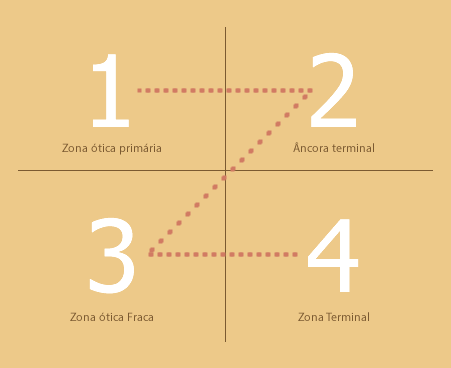 1
2
Zona ótica primária
Âncora terminal
3
4
Zona ótica Fraca
Zona Terminal